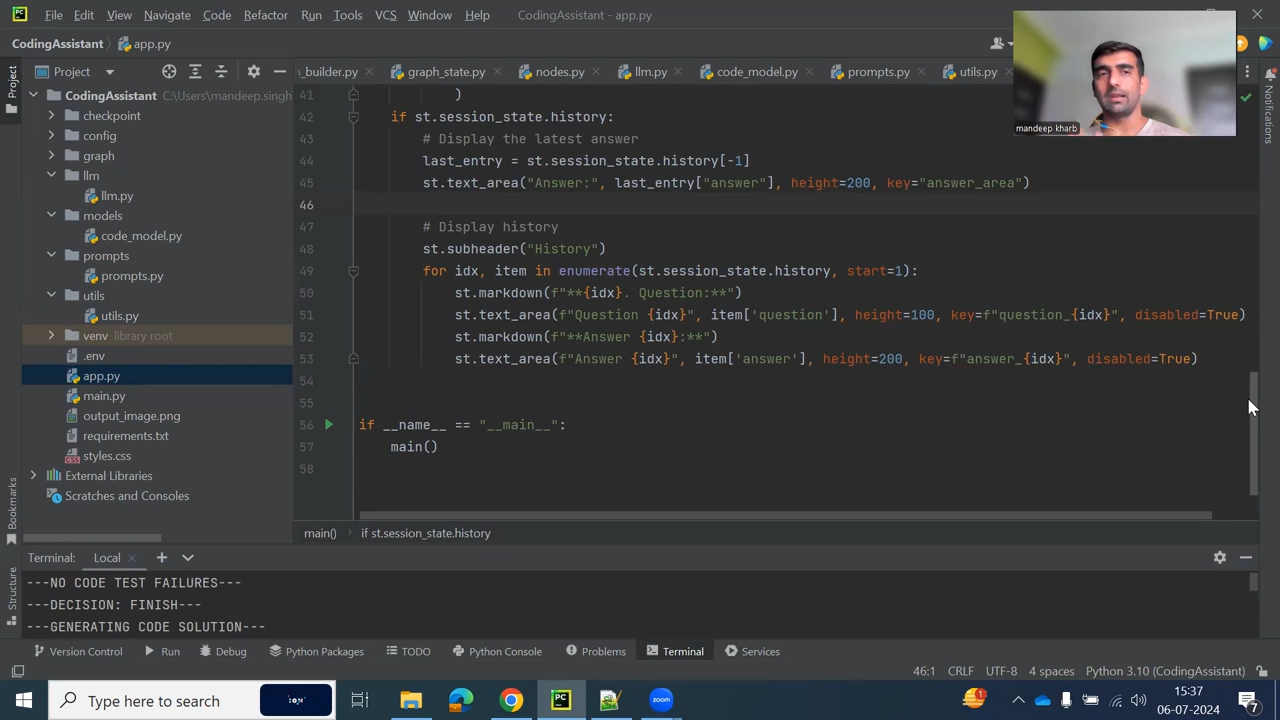 File Edit View Navigate Code Refactor Run Tools VCS Window Help CodingAssistant - app.py
CodingAssistant app.py
Project _builder.py graph_state.py nodes.py llm.py code_model.py prompts.py utils.py
mandeep kharb
Project
Notifications
CodingAssistant C:\Users\mandeep.singh
checkpoint
config
graph
llm
llm.py
models
code_model.py
prompts
prompts.py
utils
utils.py
venv library root
.env
app.py
main.py
output_image.png
requirements.txt
styles.css
External Libraries
Scratches and Consoles
Bookmarks
Structure
41 )
42 if st.session_state.history:
43 # Display the latest answer
44 last_entry = st.session_state.history[-1]
45 st.text_area("Answer:", last_entry["answer"], height=200, key="answer_area")
46
47 # Display history
48 st.subheader("History")
49 for idx, item in enumerate(st.session_state.history, start=1):
50 st.markdown(f"**{idx}. Question:**")
51 st.text_area(f"Question {idx}", item['question'], height=100, key=f"question_{idx}", disabled=True)
52 st.markdown(f"**Answer {idx}:**")
53 st.text_area(f"Answer {idx}", item['answer'], height=200, key=f"answer_{idx}", disabled=True)
54
55
56 if __name__ == "__main__":
57 main()
58
main() if st.session_state.history
Terminal: Local
---NO CODE TEST FAILURES---
---DECISION: FINISH---
---GENERATING CODE SOLUTION---
Version Control Run Debug Python Packages TODO Python Console Problems Terminal Services
46:1 CRLF UTF-8 4 spaces Python 3.10 (CodingAssistant)
Type here to search
zoom
15:37
06-07-2024
1
7